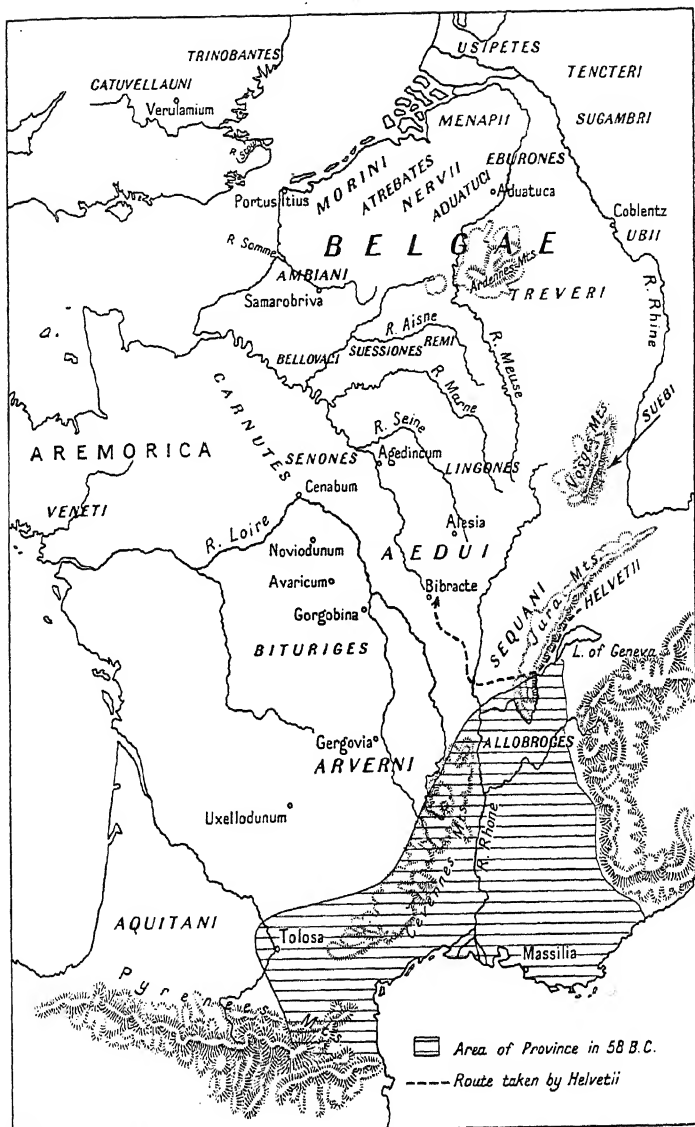 USIPETES
TRINOBANTES
TENCTERI
CATUVELLAUNI
Verulamium
SUGAMBRI
MENAPII
R. Stour
EBURONES
MORINI
ATREBATES
NERVII
ADUATUCI
Aduatuca
Portus Itius
Coblentz
UBII
R. Somme
BELGAE
AMBIANI
Ardennes Mts.
Samarobriva
TREVERI
R. Rhine
R. Aisne
BELLOVACI
SUESSIONES
REMI
R. Meuse
R. Marne
CARNUTES
SUEBI
Vosges Mts.
R. Seine
AREMORICA
SENONES
Agedincum
LINGONES
Cenabum
VENETI
Alesia
R. Loire
Noviodunum
AEDUI
Avaricum
Bibracte
SEQUANI
Jura Mts.
HELVETII
Gorgobina
BITURIGES
L. of Geneva
Gergovia
ALLOBROGES
ARVERNI
Uxellodunum
Cevennes Mts.
R. Rhone
AQUITANI
Tolosa
Massilia
Pyrenees Mts.
Area of Province in 58 B.C.
Route taken by Helvetii